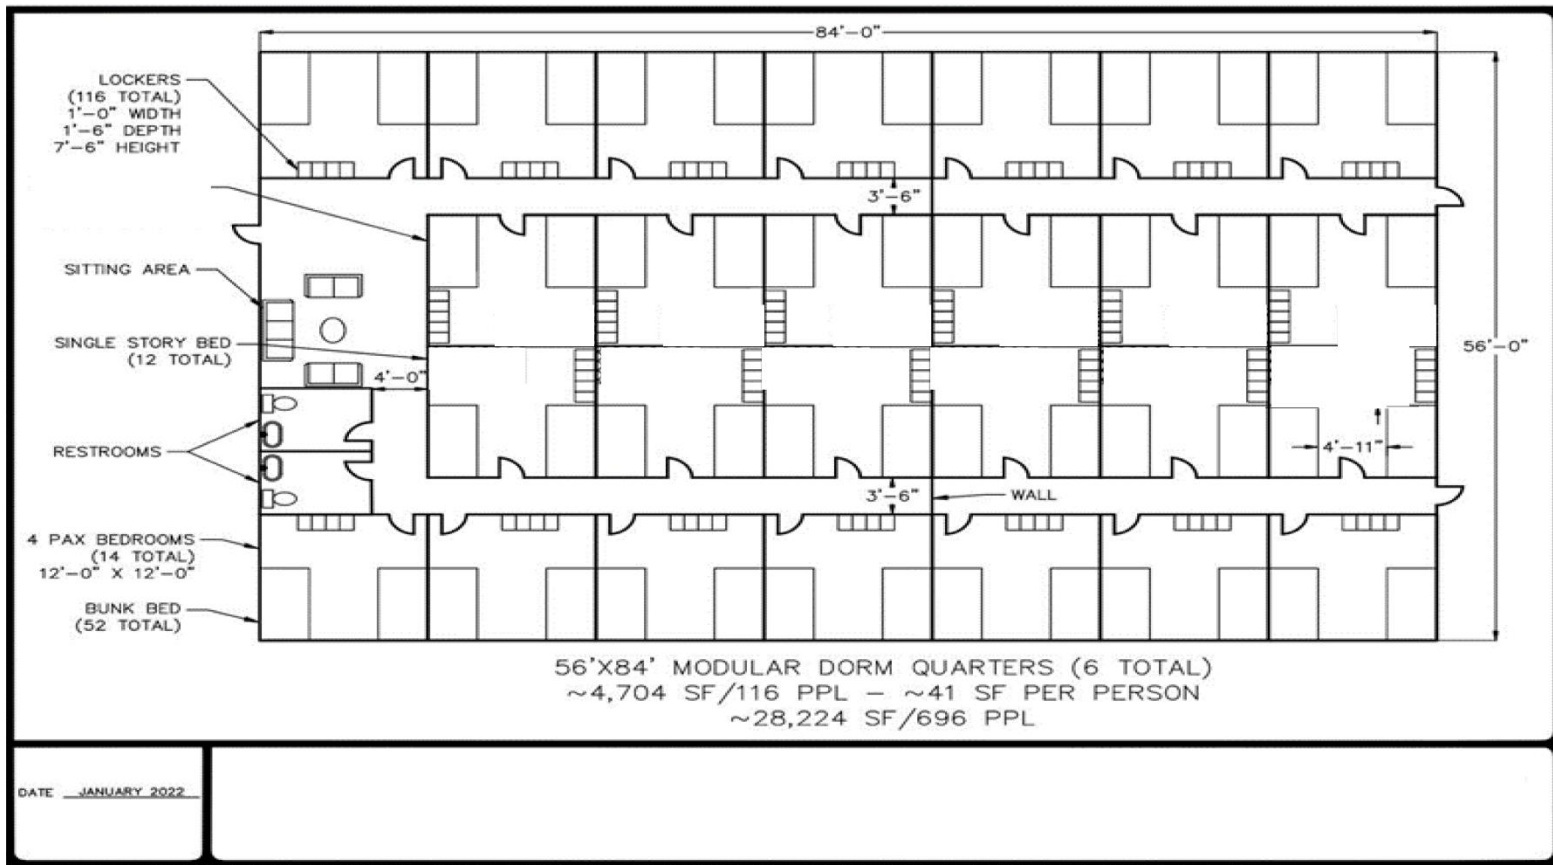 84'-0"
LOCKERS
(116 TOTAL)
1'-0" WIDTH
1'-6" DEPTH
7'-6" HEIGHT
3'-6"
SITTING AREA
SINGLE STORY BED
(12 TOTAL)
4'-0"
56'-0"
RESTROOMS
4'-11"
3'-6"
WALL
4 PAX BEDROOMS
(14 TOTAL)
12'-0" X 12'-0"
BUNK BED
(52 TOTAL)
56'X84' MODULAR DORM QUARTERS (6 TOTAL)
~4,704 SF/116 PPL – ~41 SF PER PERSON
~28,224 SF/696 PPL
DATE JANUARY 2022